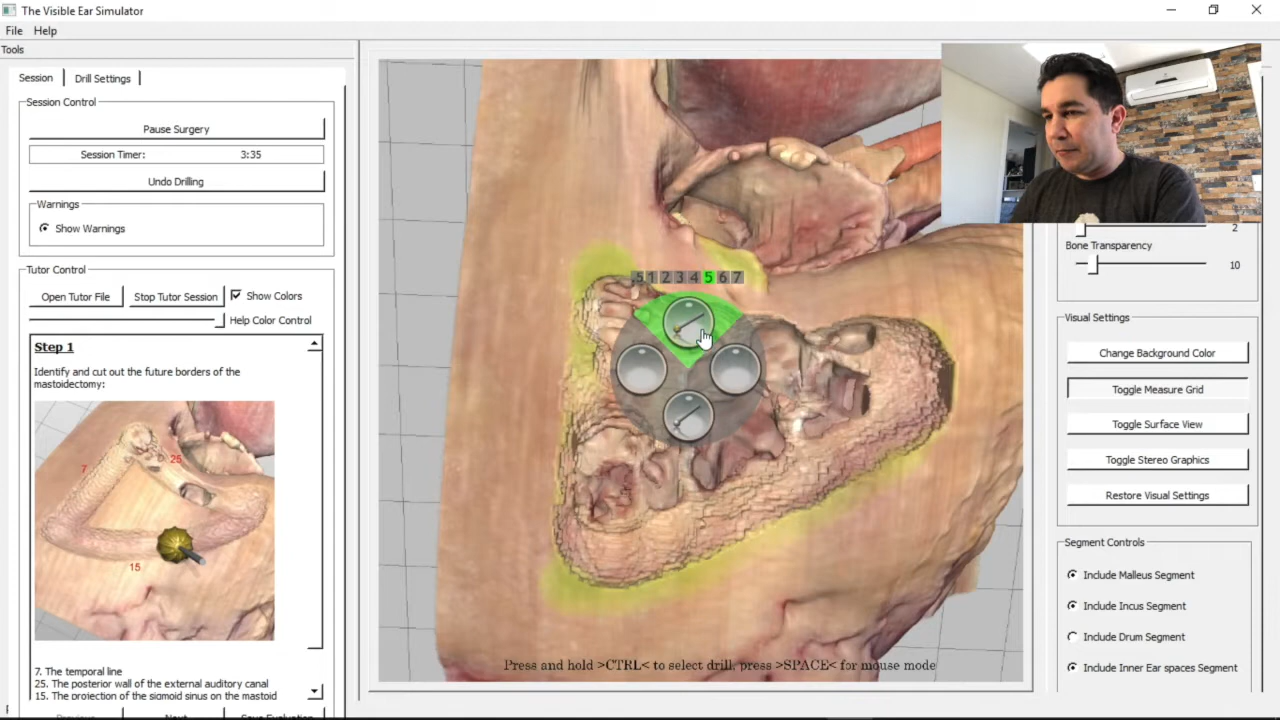 The Visible Ear Simulator
File Help
Tools
Session Drill Settings
Session Control
Pause Surgery
Session Timer: 3:35
Undo Drilling
Warnings
Show Warnings
Tutor Control
Open Tutor File Stop Tutor Session Show Colors
Help Color Control
Step 1
Identify and cut out the future borders of the
mastoidectomy:
7 25
15
7. The temporal line
25. The posterior wall of the external auditory canal
15. The projection of the sigmoid sinus on the mastoid
Next Save Evaluation
.5 1 2 3 4 5 6 7
Press and hold >CTRL< to select drill, press >SPACE< for mouse mode
2
Bone Transparency
10
Visual Settings
Change Background Color
Toggle Measure Grid
Toggle Surface View
Toggle Stereo Graphics
Restore Visual Settings
Segment Controls
Include Malleus Segment
Include Incus Segment
Include Drum Segment
Include Inner Ear spaces Segment